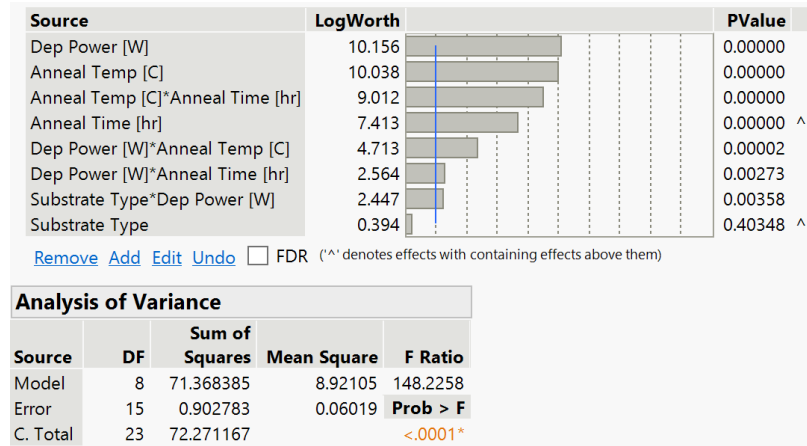 Source LogWorth PValue
Dep Power [W] 10.156 0.00000
Anneal Temp [C] 10.038 0.00000
Anneal Temp [C]*Anneal Time [hr] 9.012 0.00000
Anneal Time [hr] 7.413 0.00000 ^
Dep Power [W]*Anneal Temp [C] 4.713 0.00002
Dep Power [W]*Anneal Time [hr] 2.564 0.00273
Substrate Type*Dep Power [W] 2.447 0.00358
Substrate Type 0.394 0.40348 ^
Remove Add Edit Undo FDR ('^' denotes effects with containing effects above them)
Analysis of Variance
Sum of
Source DF Squares Mean Square F Ratio
Model 8 71.368385 8.92105 148.2258
Error 15 0.902783 0.06019 Prob > F
C. Total 23 72.271167 <.0001*